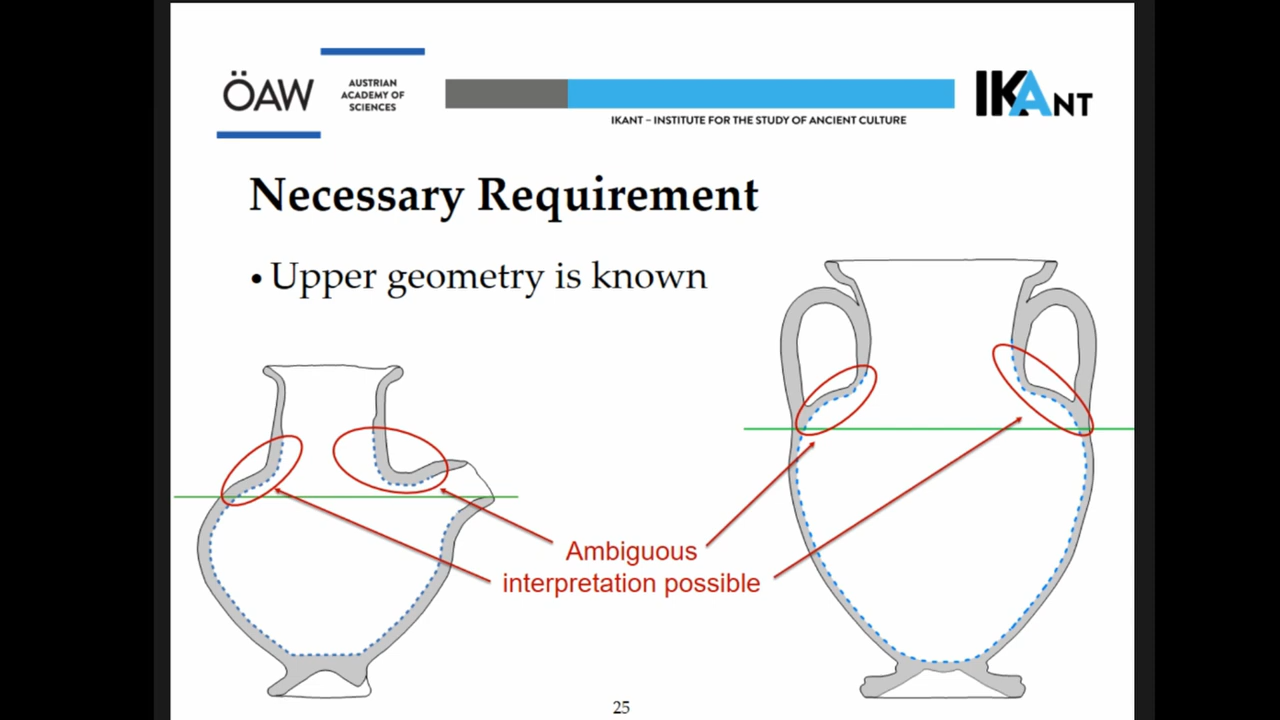 ÖAW
AUSTRIAN
ACADEMY OF
SCIENCES
IKANT – INSTITUTE FOR THE STUDY OF ANCIENT CULTURE
IKANT
Necessary Requirement
• Upper geometry is known
Ambiguous
interpretation possible
25